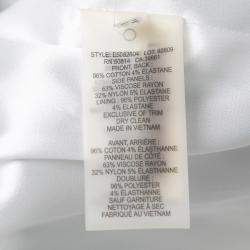 STYLE: E5D82604 LOT: 92809
RN:93814 CA:39661
FRONT, BACK :
96% COTTON 4% ELASTANE
SIDE PANELS :
63% VISCOSE RAYON
32% NYLON 5% ELASTANE
LINING : 96% POLYESTER
4% ELASTANE
EXCLUSIVE OF TRIM
DRY CLEAN
MADE IN VIETNAM
AVANT, ARRIÈRE :
96% COTON 4% ÉLASTHANNE
PANNEAU DE CÔTÉ :
63% VISCOSE RAYON
32% NYLON 5% ÉLASTHANNE
DOUBLURE :
96% POLYESTER
4% ÉLASTHANNE
SAUF GARNITURE
NETTOYAGE À SEC
FABRIQUÉ AU VIETNAM